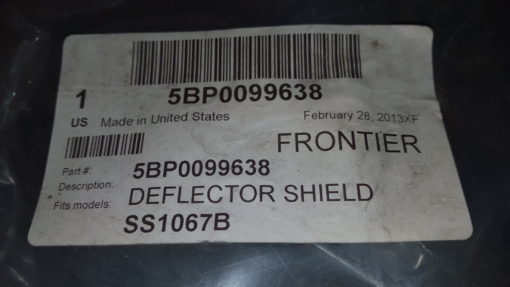 1 5BP0099638
US Made in United States February 28, 2013XF
FRONTIER
Part #: 5BP0099638
Description. DEFLECTOR SHIELD
Fits models. SS1067B